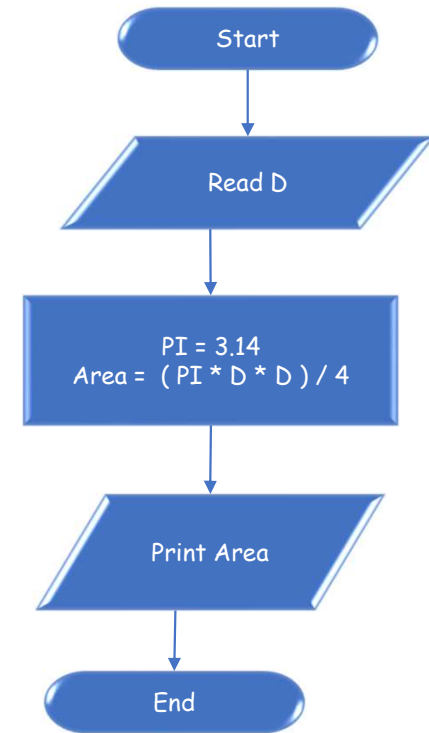 Start
Read D
PI = 3.14
Area = ( PI * D * D ) / 4
Print Area
End